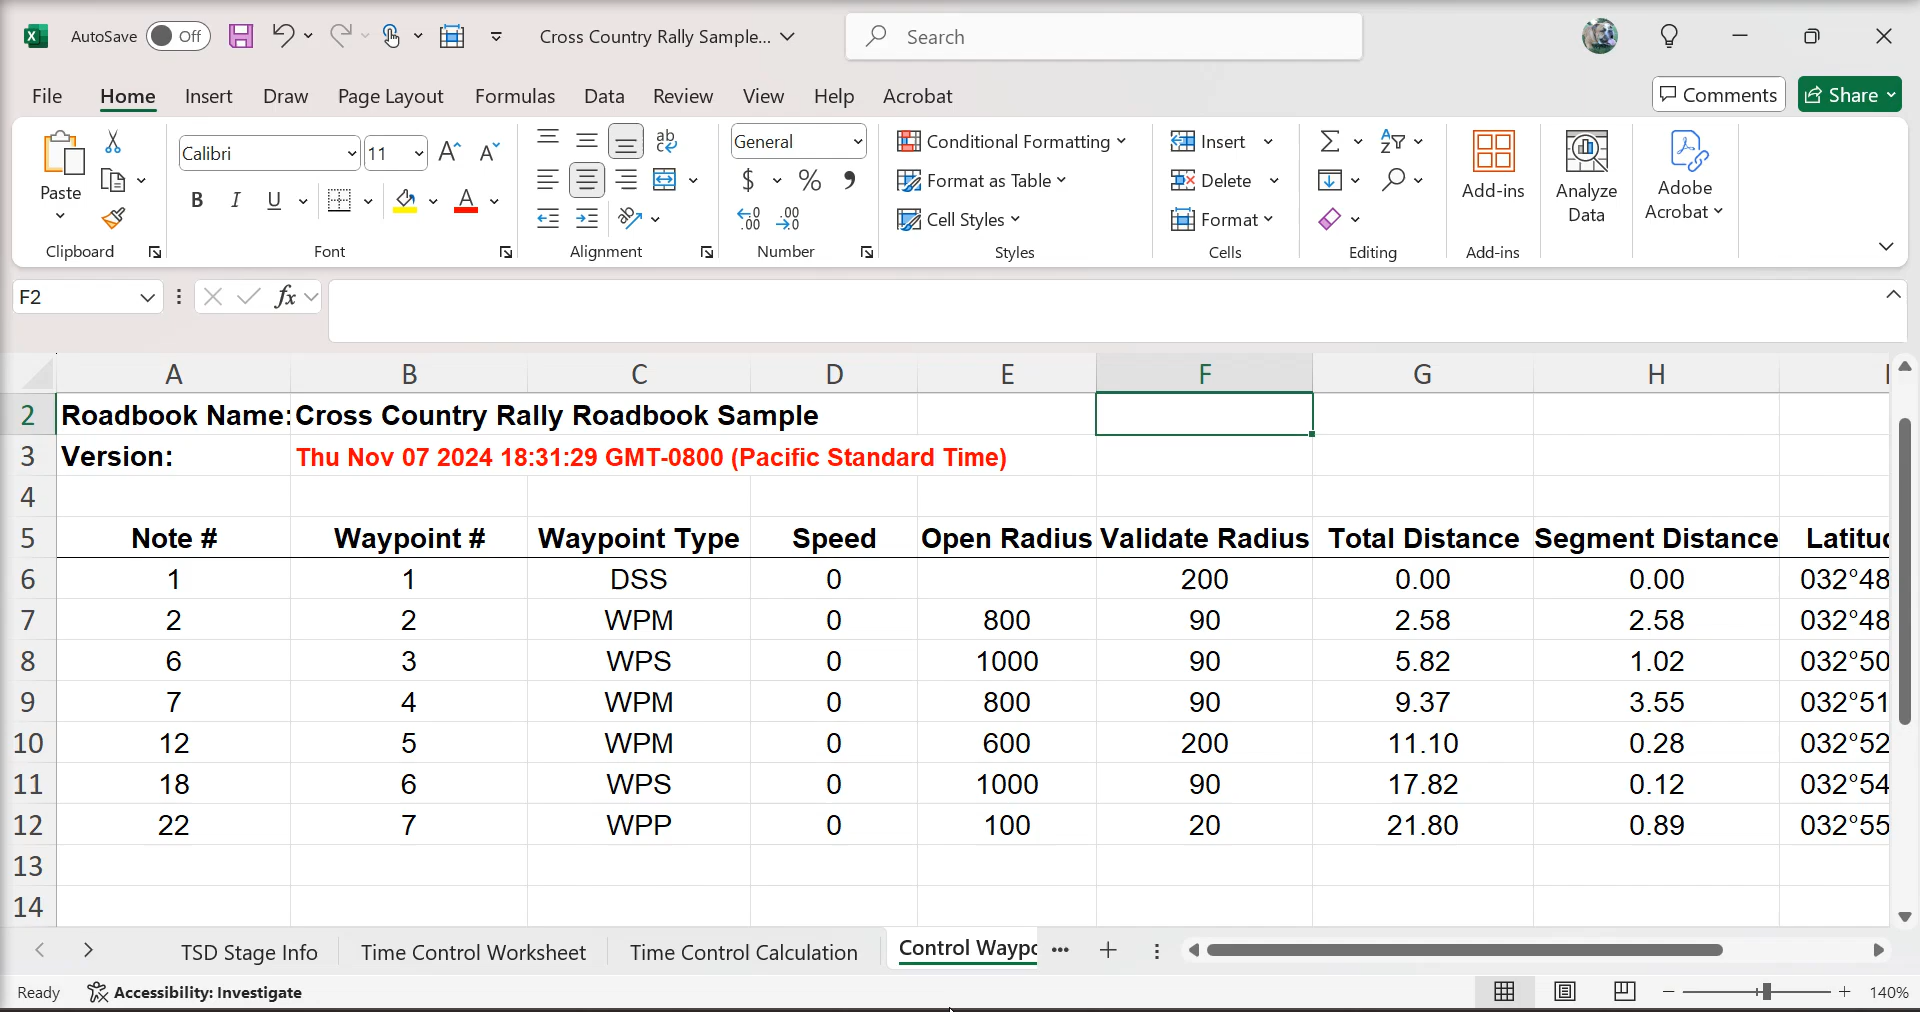 AutoSave Off Cross Country Rally Sample... Search
File Home Insert Draw Page Layout Formulas Data Review View Help Acrobat Comments Share
Paste Calibri 11 General Conditional Formatting Insert Add-ins Analyze Data Adobe Acrobat
B I U $ % Format as Table Delete
Cell Styles Format
Clipboard Font Alignment Number Styles Cells Editing Add-ins
F2 fx
A B C D E F G H I
2 Roadbook Name: Cross Country Rally Roadbook Sample
3 Version: Thu Nov 07 2024 18:31:29 GMT-0800 (Pacific Standard Time)
4
5 Note # Waypoint # Waypoint Type Speed Open Radius Validate Radius Total Distance Segment Distance Latitud
6 1 1 DSS 0 200 0.00 0.00 032°48
7 2 2 WPM 0 800 90 2.58 2.58 032°48
8 6 3 WPS 0 1000 90 5.82 1.02 032°50
9 7 4 WPM 0 800 90 9.37 3.55 032°51
10 12 5 WPM 0 600 200 11.10 0.28 032°52
11 18 6 WPS 0 1000 90 17.82 0.12 032°54
12 22 7 WPP 0 100 20 21.80 0.89 032°55
13
14
TSD Stage Info Time Control Worksheet Time Control Calculation Control Waypo
Ready Accessibility: Investigate 140%